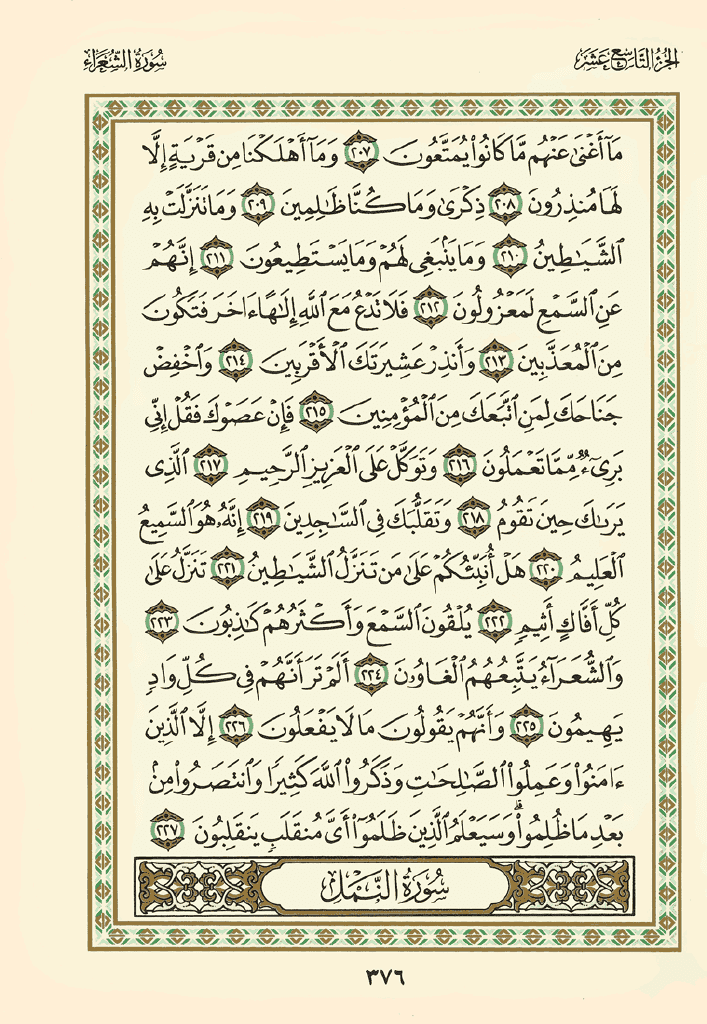 الجزء التاسع عشر
سورة الشعراء
مَآ أَغْنَىٰ عَنْهُم مَّا كَانُوا۟ يُمَتَّعُونَ ٢٠٧ وَمَآ أَهْلَكْنَا مِن قَرْيَةٍ إِلَّا
لَهَا مُنذِرُونَ ٢٠٨ ذِكْرَىٰ وَمَا كُنَّا ظَٰلِمِينَ ٢٠٩ وَمَا تَنَزَّلَتْ بِهِ
ٱلشَّيَٰطِينُ ٢١٠ وَمَا يَنۢبَغِى لَهُمْ وَمَا يَسْتَطِيعُونَ ٢١١ إِنَّهُمْ
عَنِ ٱلسَّمْعِ لَمَعْزُولُونَ ٢١٢ فَلَا تَدْعُ مَعَ ٱللَّهِ إِلَٰهًا ءَاخَرَ فَتَكُونَ
مِنَ ٱلْمُعَذَّبِينَ ٢١٣ وَأَنذِرْ عَشِيرَتَكَ ٱلْأَقْرَبِينَ ٢١٤ وَٱخْفِضْ
جَنَاحَكَ لِمَنِ ٱتَّبَعَكَ مِنَ ٱلْمُؤْمِنِينَ ٢١٥ فَإِنْ عَصَوْكَ فَقُلْ إِنِّى
بَرِىٓءٌ مِّمَّا تَعْمَلُونَ ٢١٦ وَتَوَكَّلْ عَلَى ٱلْعَزِيزِ ٱلرَّحِيمِ ٢١٧ ٱلَّذِى
يَرَىٰكَ حِينَ تَقُومُ ٢١٨ وَتَقَلُّبَكَ فِى ٱلسَّٰجِدِينَ ٢١٩ إِنَّهُۥ هُوَ ٱلسَّمِيعُ
ٱلْعَلِيمُ ٢٢٠ هَلْ أُنَبِّئُكُمْ عَلَىٰ مَن تَنَزَّلُ ٱلشَّيَٰطِينُ ٢٢١ تَنَزَّلُ عَلَىٰ
كُلِّ أَفَّاكٍ أَثِيمٍ ٢٢٢ يُلْقُونَ ٱلسَّمْعَ وَأَكْثَرُهُمْ كَٰذِبُونَ ٢٢٣
وَٱلشُّعَرَآءُ يَتَّبِعُهُمُ ٱلْغَاوُۥنَ ٢٢٤ أَلَمْ تَرَ أَنَّهُمْ فِى كُلِّ وَادٍ
يَهِيمُونَ ٢٢٥ وَأَنَّهُمْ يَقُولُونَ مَا لَا يَفْعَلُونَ ٢٢٦ إِلَّا ٱلَّذِينَ
ءَامَنُوا۟ وَعَمِلُوا۟ ٱلصَّٰلِحَٰتِ وَذَكَرُوا۟ ٱللَّهَ كَثِيرًا وَٱنتَصَرُوا۟ مِنۢ
بَعْدِ مَا ظُلِمُوا۟ ۗ وَسَيَعْلَمُ ٱلَّذِينَ ظَلَمُوٓا۟ أَىَّ مُنقَلَبٍ يَنقَلِبُونَ ٢٢٧
سُورَةُ النَّمْلِ
٣٧٦